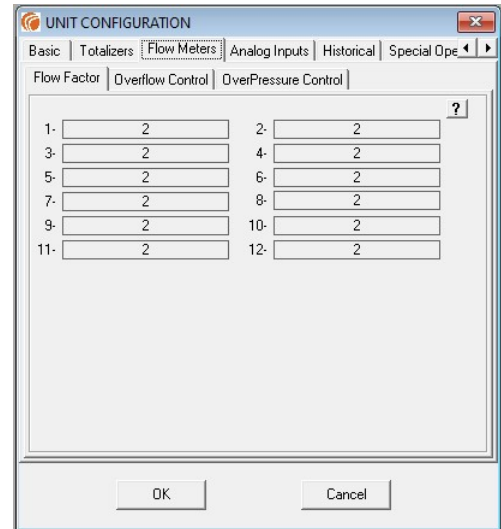 UNIT CONFIGURATION
Basic Totalizers Flow Meters Analog Inputs Historical Special Ope
Flow Factor Overflow Control OverPressure Control
?
1- 2 2- 2
3- 2 4- 2
5- 2 6- 2
7- 2 8- 2
9- 2 10- 2
11- 2 12- 2
OK Cancel